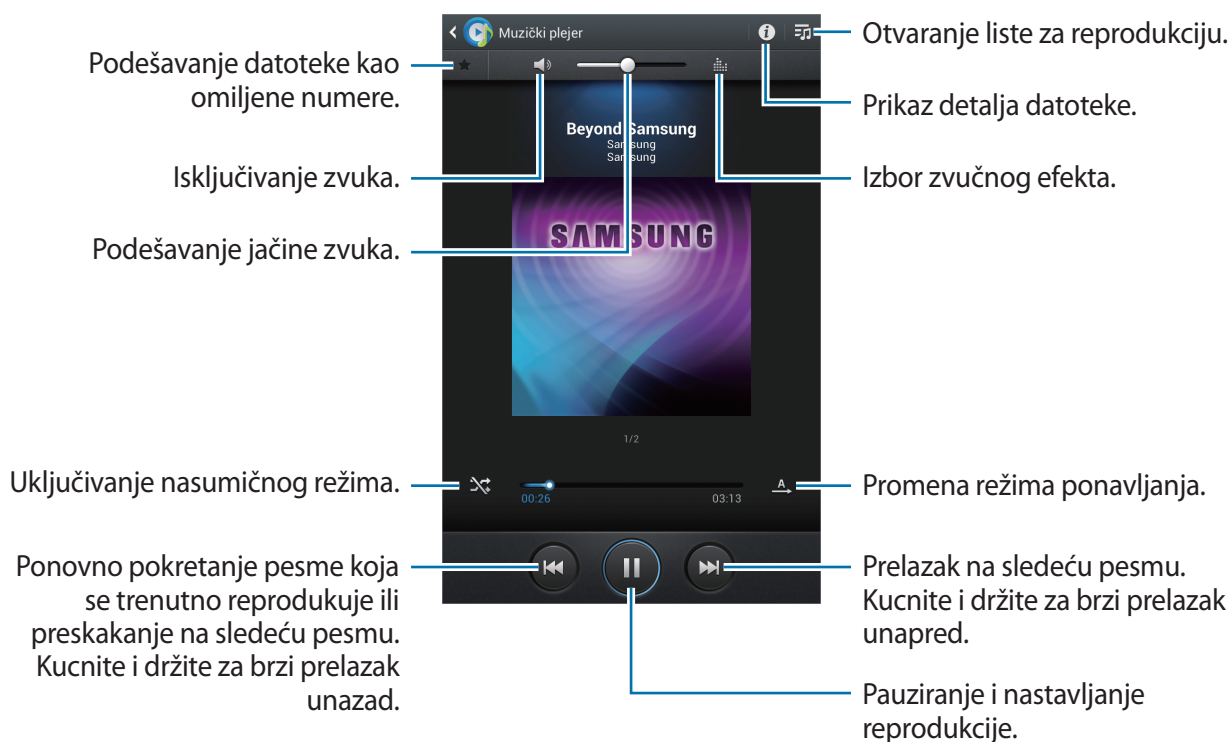 Muzički plejer
Otvaranje liste za reprodukciju.
Podešavanje datoteke kao
omiljene numere.
Prikaz detalja datoteke.
Beyond Samsung
Samsung
Samsung
Isključivanje zvuka.
Izbor zvučnog efekta.
SAMSUNG
Podešavanje jačine zvuka.
1/2
Uključivanje nasumičnog režima.
00:26
03:13
A
Promena režima ponavljanja.
Ponovno pokretanje pesme koja
se trenutno reprodukuje ili
preskakanje na sledeću pesmu.
Kucnite i držite za brzi prelazak
unazad.
Prelazak na sledeću pesmu.
Kucnite i držite za brzi prelazak
unapred.
Pauziranje i nastavljanje
reprodukcije.